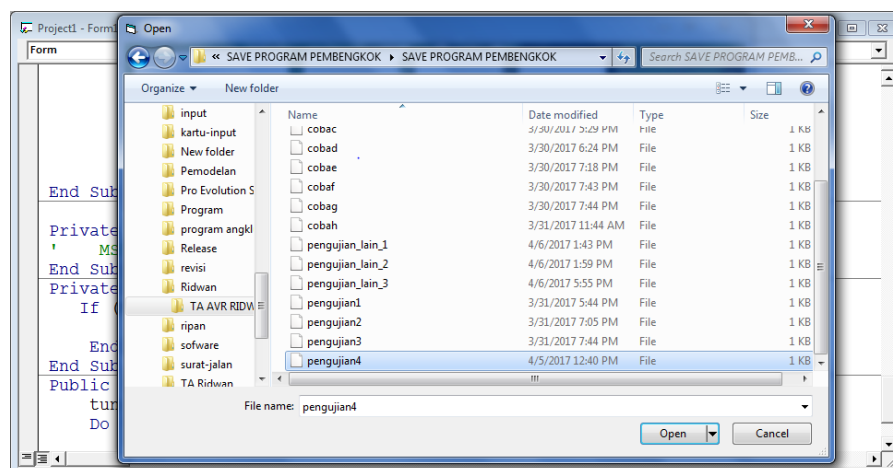 Project1 - Form1
Open
Form
« SAVE PROGRAM PEMBENGKOK ▸ SAVE PROGRAM PEMBENGKOK
Search SAVE PROGRAM PEMB...
Organize
New folder
input
kartu-input
New folder
Pemodelan
Pro Evolution S
Program
program angkl
Release
revisi
Ridwan
TA AVR RIDW
ripan
sofware
surat-jalan
TA Ridwan
Name Date modified Type Size
cobac 3/30/2017 5:29 PM File 1 KB
cobad 3/30/2017 6:24 PM File 1 KB
cobae 3/30/2017 7:18 PM File 1 KB
cobaf 3/30/2017 7:43 PM File 1 KB
cobag 3/30/2017 7:44 PM File 1 KB
cobah 3/31/2017 11:44 AM File 1 KB
pengujian_lain_1 4/6/2017 1:43 PM File 1 KB
pengujian_lain_2 4/6/2017 1:59 PM File 1 KB
pengujian_lain_3 4/6/2017 5:55 PM File 1 KB
pengujian1 3/31/2017 5:44 PM File 1 KB
pengujian2 3/31/2017 7:05 PM File 1 KB
pengujian3 3/31/2017 7:44 PM File 1 KB
pengujian4 4/5/2017 12:40 PM File 1 KB
File name: pengujian4
Open
Cancel
End Sub
Private
' MS
End Sub
Private
If (
End
End Sub
Public
tur
Do